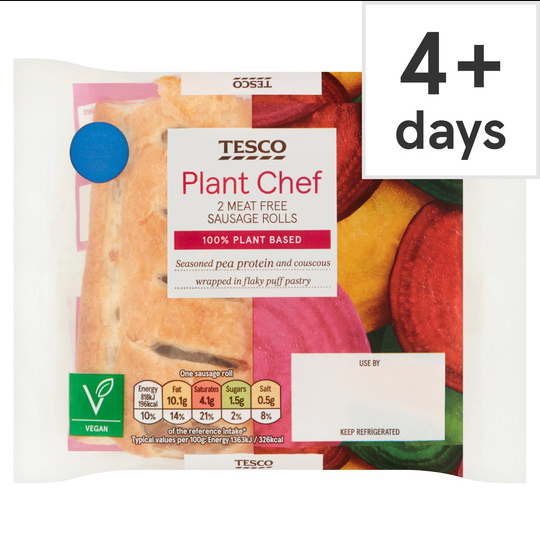 4+
days
TESCO
TESCO
Plant Chef
2 MEAT FREE
SAUSAGE ROLLS
100% PLANT BASED
Seasoned pea protein and couscous
wrapped in flaky puff pastry
USE BY
KEEP REFRIGERATED
One sausage roll
Energy
818kJ
196kcal
10%
Fat
10.1g
14%
Saturates
4.1g
21%
Sugars
1.5g
2%
Salt
0.5g
8%
of the reference intake*
Typical values per 100g: Energy 1363kJ / 326kcal
V
VEGAN
TESCO